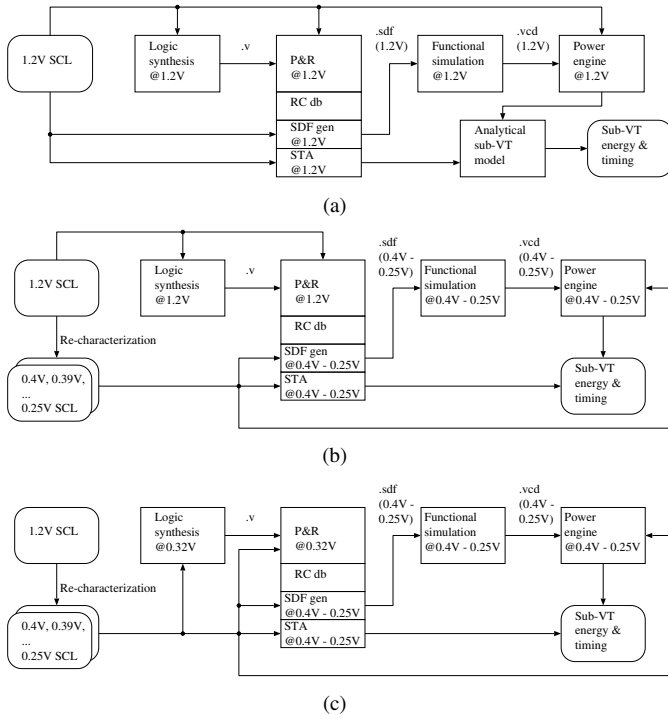 1.2V SCL
Logic
synthesis
@1.2V
.v
P&R
@1.2V
RC db
SDF gen
@1.2V
STA
@1.2V
.sdf
(1.2V)
Functional
simulation
@1.2V
.vcd
(1.2V)
Power
engine
@1.2V
Analytical
sub-VT
model
Sub-VT
energy &
timing
(a)
1.2V SCL
Re-characterization
0.4V, 0.39V,
...
0.25V SCL
Logic
synthesis
@1.2V
.v
P&R
@1.2V
RC db
SDF gen
@0.4V - 0.25V
STA
@0.4V - 0.25V
.sdf
(0.4V -
0.25V)
Functional
simulation
@0.4V - 0.25V
.vcd
(0.4V -
0.25V)
Power
engine
@0.4V - 0.25V
Sub-VT
energy &
timing
(b)
1.2V SCL
Re-characterization
0.4V, 0.39V,
...
0.25V SCL
Logic
synthesis
@0.32V
.v
P&R
@0.32V
RC db
SDF gen
@0.4V - 0.25V
STA
@0.4V - 0.25V
.sdf
(0.4V -
0.25V)
Functional
simulation
@0.4V - 0.25V
.vcd
(0.4V -
0.25V)
Power
engine
@0.4V - 0.25V
Sub-VT
energy &
timing
(c)